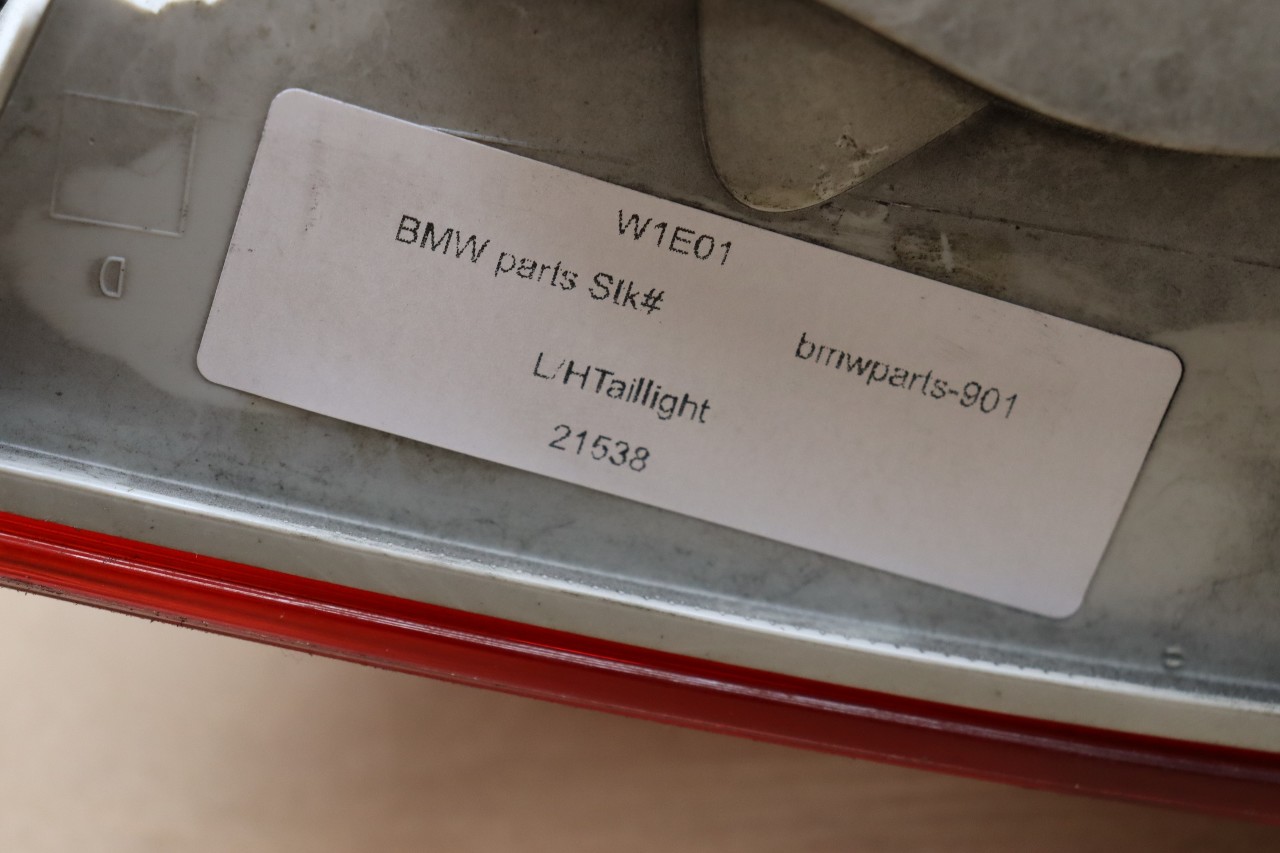 W1E01
BMW parts Stk#
bmwparts-901
L/HTaillight
21538